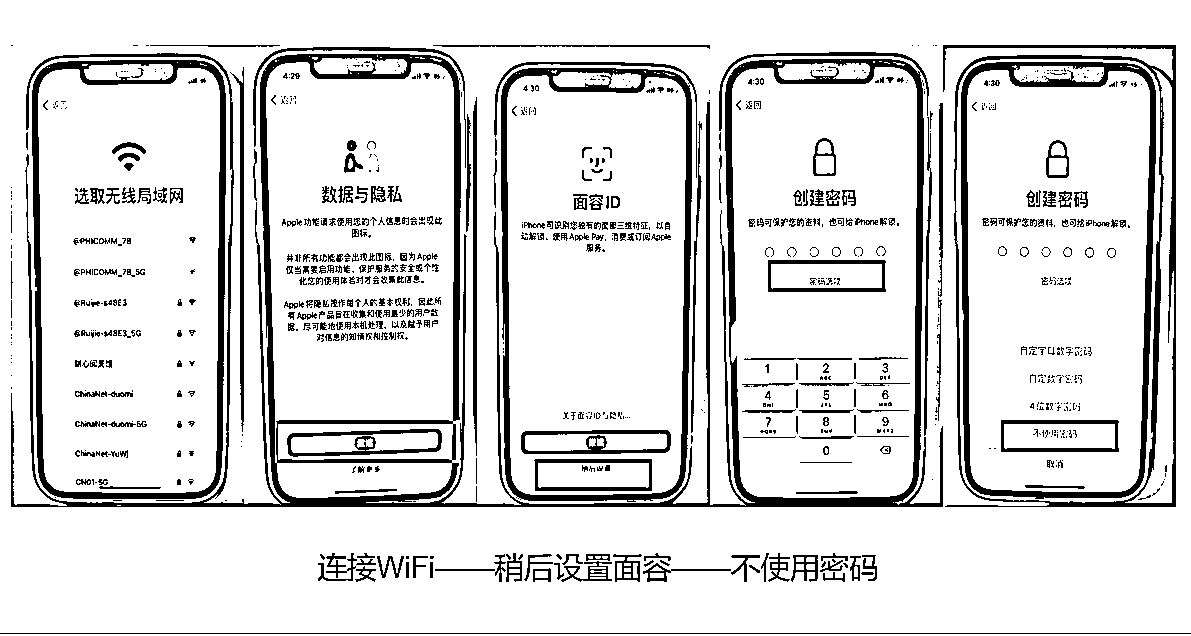 返回
选取无线局域网
@PHICOMM_7B
@PHICOMM_7B_5G
@Ruijie-s48E3
@Ruijie-s48E3_5G
ChinaNet-duomi
ChinaNet-duomi-5G
ChinaNet-YuWj
CN01-5G
4:29
返回
数据与隐私
Apple功能请求使用您的个人信息时会出现此
图标。
并非所有功能都会出现此图标，因为 Apple
仅当需要启用功能、保护服务的安全或个性
化您的使用体验时才会收集此信息。
Apple 将隐私视作每个人的基本权利，因此所
有 Apple 产品旨在收集和使用最少的用户数
据、尽可能地使用本机处理，以及赋予用户
对信息的知情权和控制权。
了解更多
4:30
返回
面容 ID
iPhone可识别您独有的面部三维特征，以自
动解锁、使用 Apple Pay、消费或订阅 Apple
服务。
关于面容 ID 与隐私...
稍后设置
4:30
返回
创建密码
密码可保护您的资料，也可给iPhone解锁。
密码选项
1
2
ABC
3
DEF
4
GHI
5
JKL
6
MNO
7
PQRS
8
TUV
9
WXYZ
0
4:30
返回
创建密码
密码可保护您的资料，也可给iPhone解锁。
密码选项
自定字母数字密码
自定数字密码
4 位数字密码
不使用密码
取消
连接WiFi——稍后设置面容——不使用密码